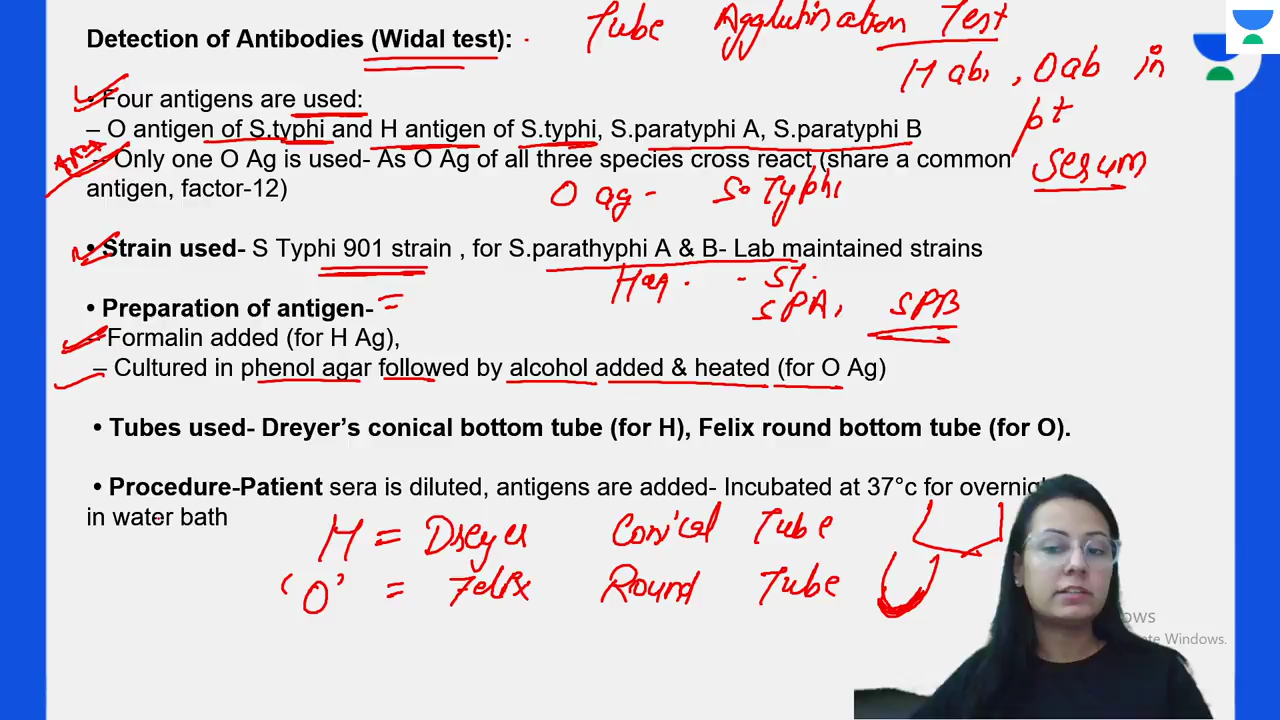 Tube Agglutination Test
Detection of Antibodies (Widal test):
H abs, O ab in
pt
serum
• Four antigens are used:
– O antigen of S.typhi and H antigen of S.typhi, S.paratyphi A, S.paratyphi B
– Only one O Ag is used- As O Ag of all three species cross react (share a common
antigen, factor-12)
O ag - S. Typhi
• Strain used- S Typhi 901 strain , for S.parathyphi A & B- Lab maintained strains
H ag. - ST.
SPA, SPB
• Preparation of antigen-
– Formalin added (for H Ag),
– Cultured in phenol agar followed by alcohol added & heated (for O Ag)
• Tubes used- Dreyer’s conical bottom tube (for H), Felix round bottom tube (for O).
• Procedure-Patient sera is diluted, antigens are added- Incubated at 37°c for
in water bath
H = Dreyer Conical Tube
'O' = Felix Round Tube
Windows.